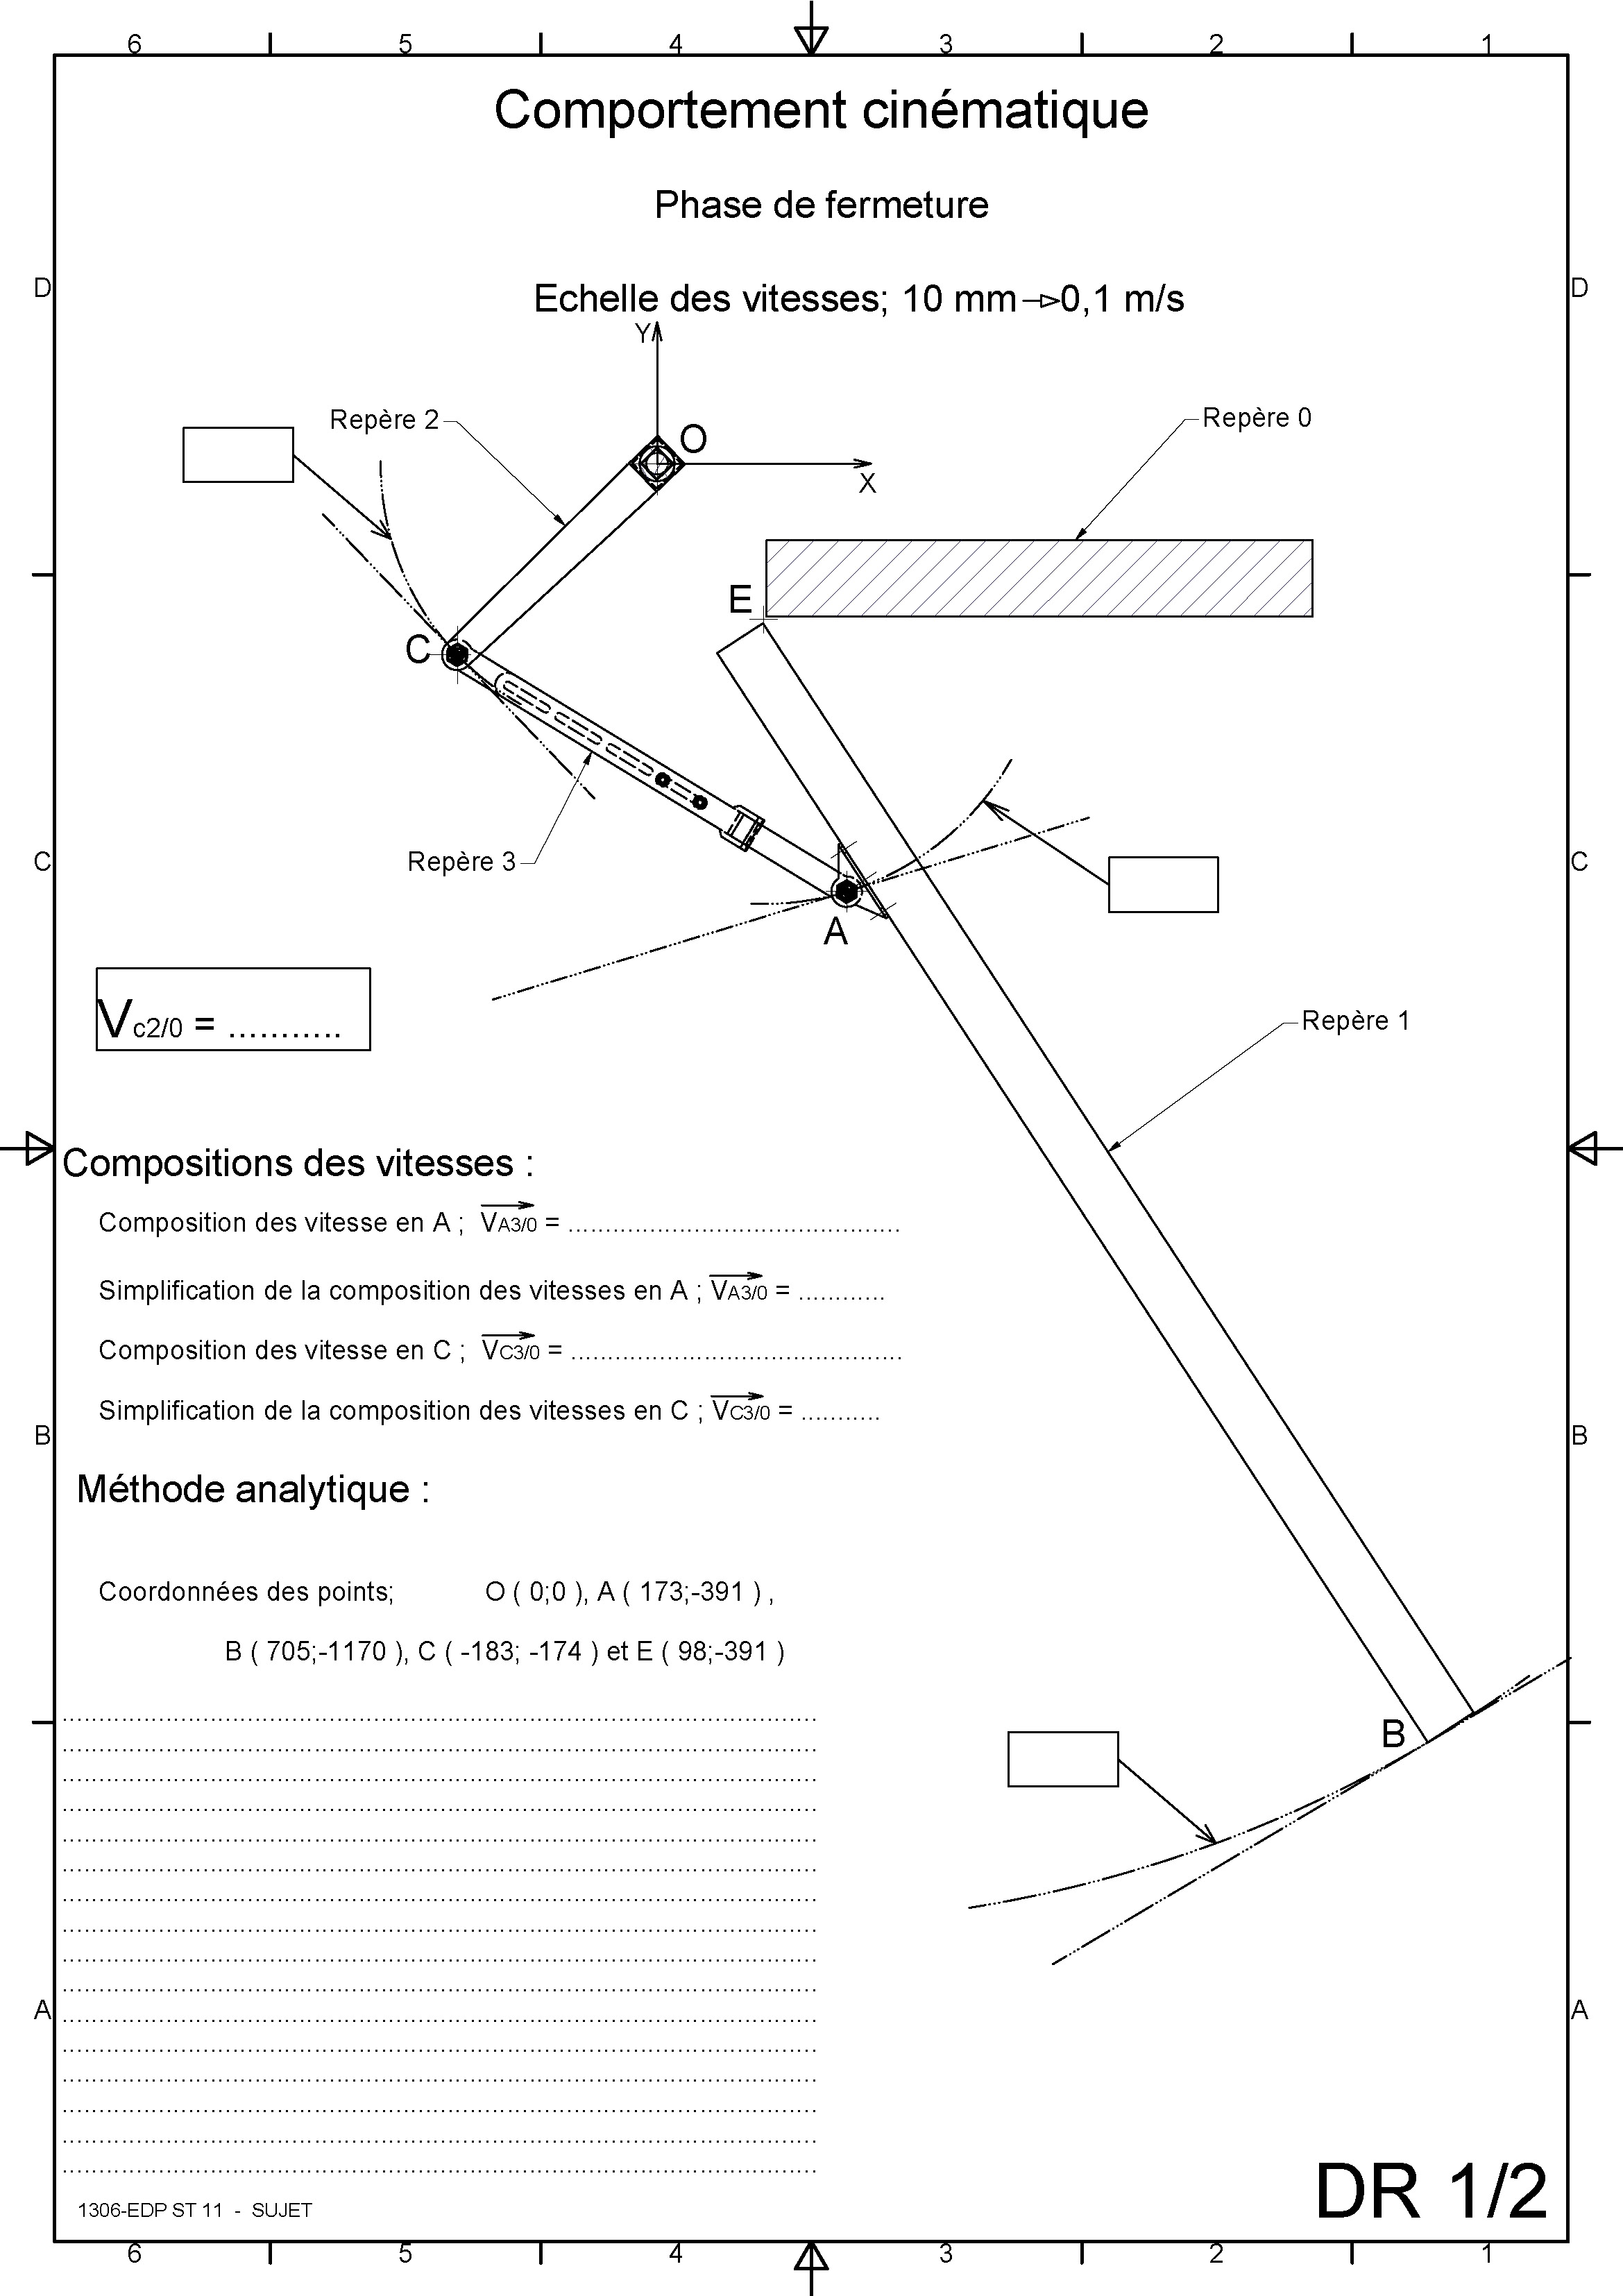 6 5 4 3 2 1
Comportement cinématique
Phase de fermeture
D D
Echelle des vitesses; 10 mm 0,1 m/s
Y
Repère 2
Repère 0
O
X
E
C
Repère 3
C C
A
Vc2/0 = ...........
Repère 1
Compositions des vitesses :
Composition des vitesse en A ; VA3/0 = .............................................
Simplification de la composition des vitesses en A ; VA3/0 = ............
Composition des vitesse en C ; VC3/0 = .............................................
Simplification de la composition des vitesses en C ; VC3/0 = ...........
B B
Méthode analytique :
Coordonnées des points; O ( 0;0 ), A ( 173;-391 ) ,
B ( 705;-1170 ), C ( -183; -174 ) et E ( 98;-391 )
B
A A
DR 1/2
1306-EDP ST 11 - SUJET
6 5 4 3 2 1